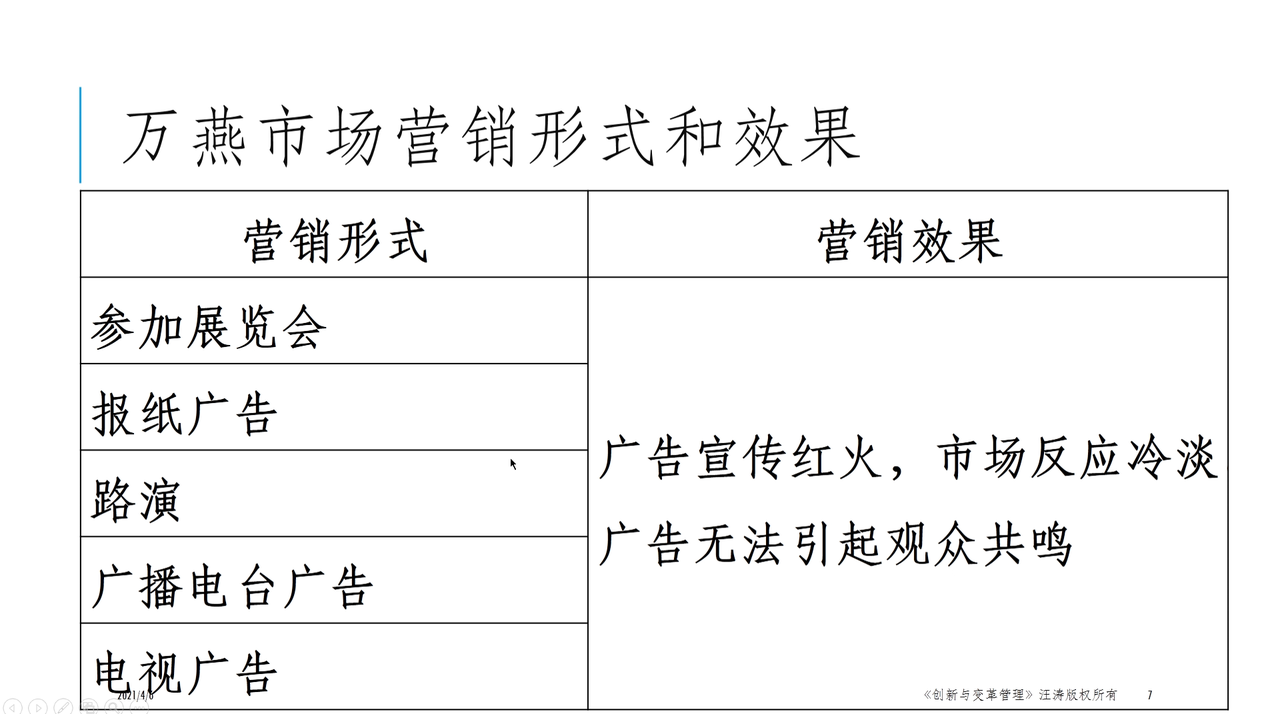 万燕市场营销形式和效果
营销形式
营销效果
参加展览会
报纸广告
路演
广播电台广告
电视广告
广告宣传红火，市场反应冷淡
广告无法引起观众共鸣
2021/4/8
《创新与变革管理》汪涛版权所有
7